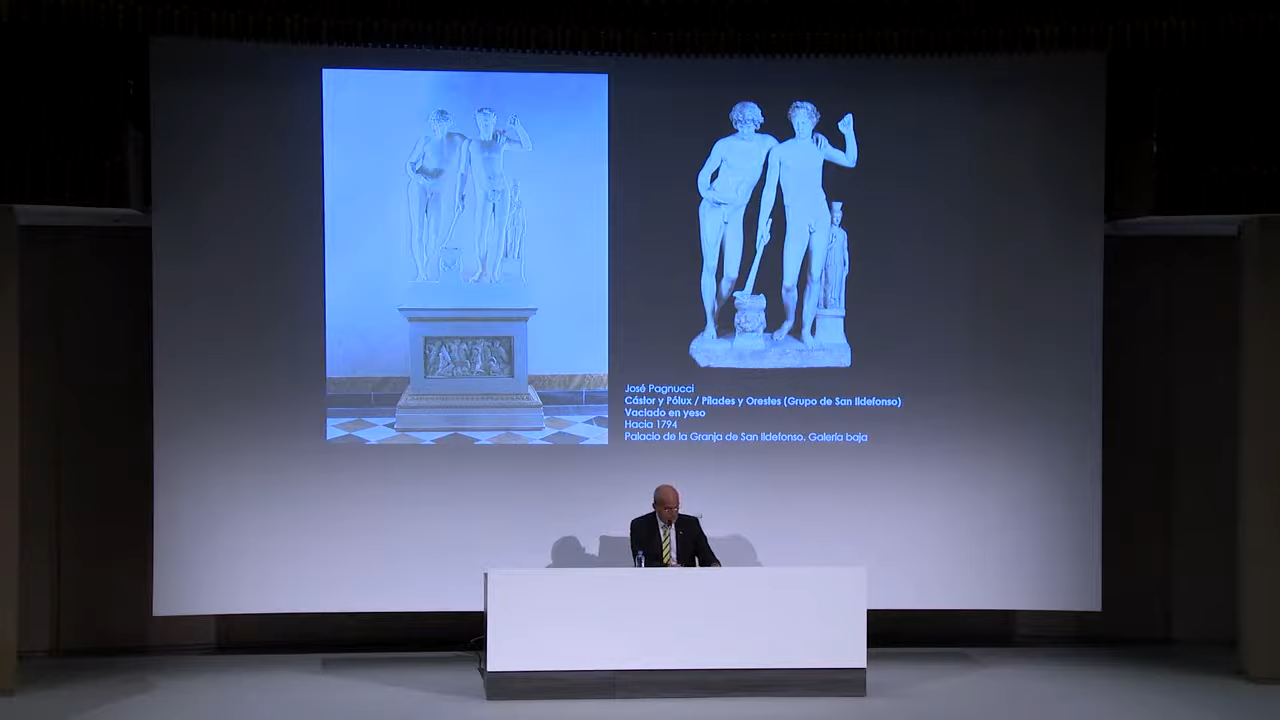 José Pagnucci
Cástor y Pólux / Pílades y Orestes (Grupo de San Ildefonso)
Vaciado en yeso
Hacia 1794
Palacio de la Granja de San Ildefonso. Galería baja